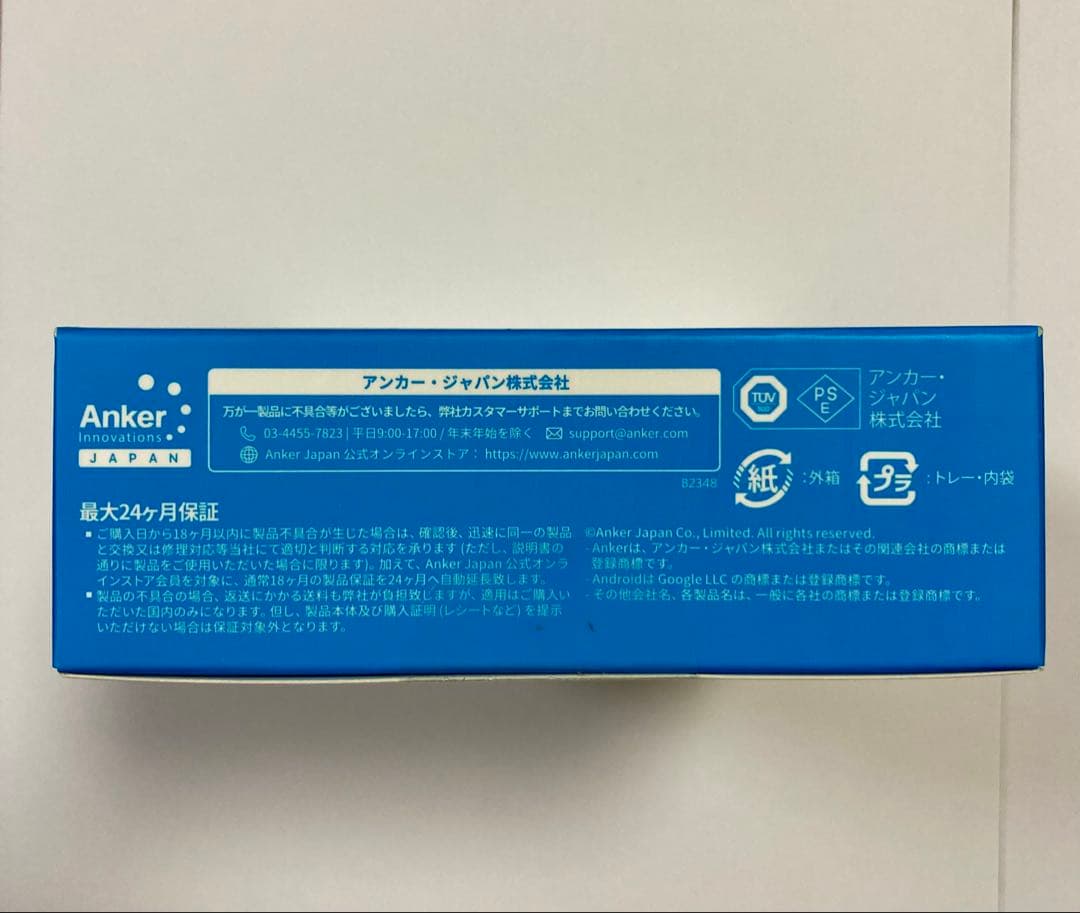 Anker
Innovations
JAPAN
アンカー・ジャパン株式会社
万が一製品に不具合等がございましたら、弊社カスタマーサポートまでお問い合わせください。
03-4455-7823 | 平日9:00-17:00 / 年末年始を除く support@anker.com
Anker Japan 公式オンラインストア: https://www.ankerjapan.com
B2348
TÜV
PS
E
アンカー・
ジャパン
株式会社
紙 :外箱
プラ :トレー・内袋
最大24ヶ月保証
▪ ご購入日から18ヶ月以内に製品不具合が生じた場合は、確認後、迅速に同一の製品
と交換又は修理対応等当社にて適切と判断する対応を承ります (ただし、説明書の
通りに製品をご使用いただいた場合に限ります)。加えて、Anker Japan 公式オンラ
インストア会員を対象に、通常18ヶ月の製品保証を24ヶ月へ自動延長致します。
▪ 製品の不具合の場合、返送にかかる送料も弊社が負担致しますが、適用はご購入い
ただいた国内のみになります。但し、製品本体及び購入証明 (レシートなど) を提示
いただけない場合は保証対象外となります。
©Anker Japan Co., Limited. All rights reserved.
- Ankerは、アンカー・ジャパン株式会社またはその関連会社の商標または
登録商標です。
- Androidは Google LLC の商標または登録商標です。
- その他会社名、各製品名は、一般に各社の商標または登録商標です。